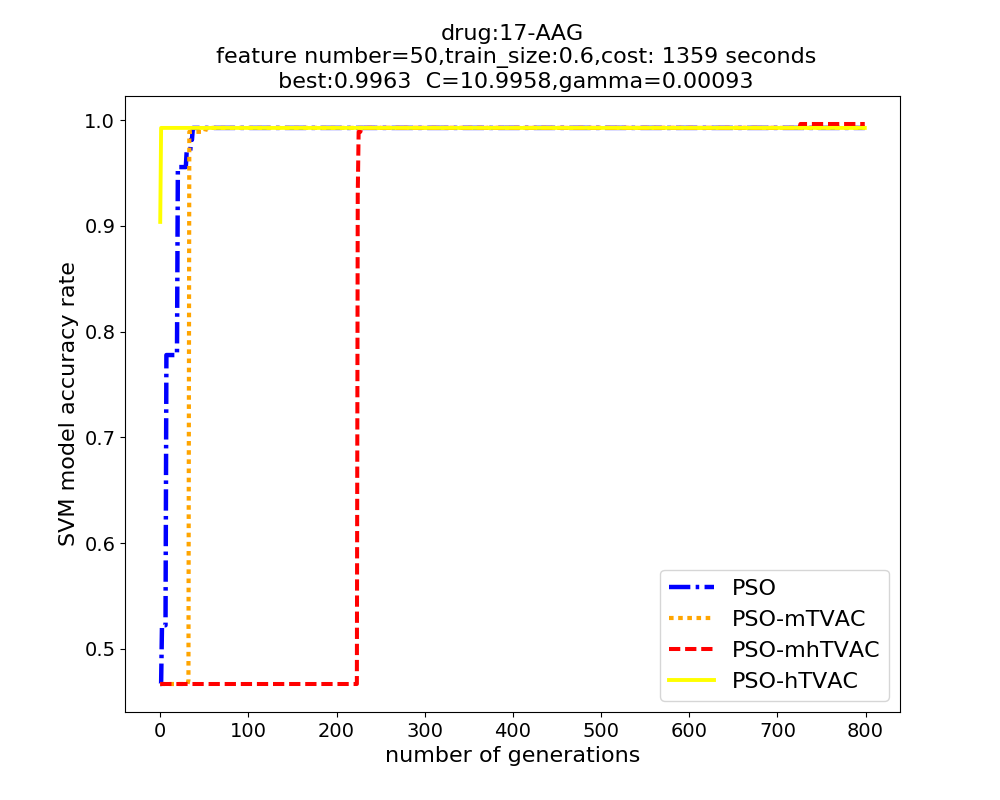 drug:17-AAG
feature number=50,train_size:0.6,cost: 1359 seconds
best:0.9963  C=10.9958,gamma=0.00093
SVM model accuracy rate
1.0
0.9
0.8
0.7
0.6
0.5
PSO
PSO-mTVAC
PSO-mhTVAC
PSO-hTVAC
0 100 200 300 400 500 600 700 800
number of generations